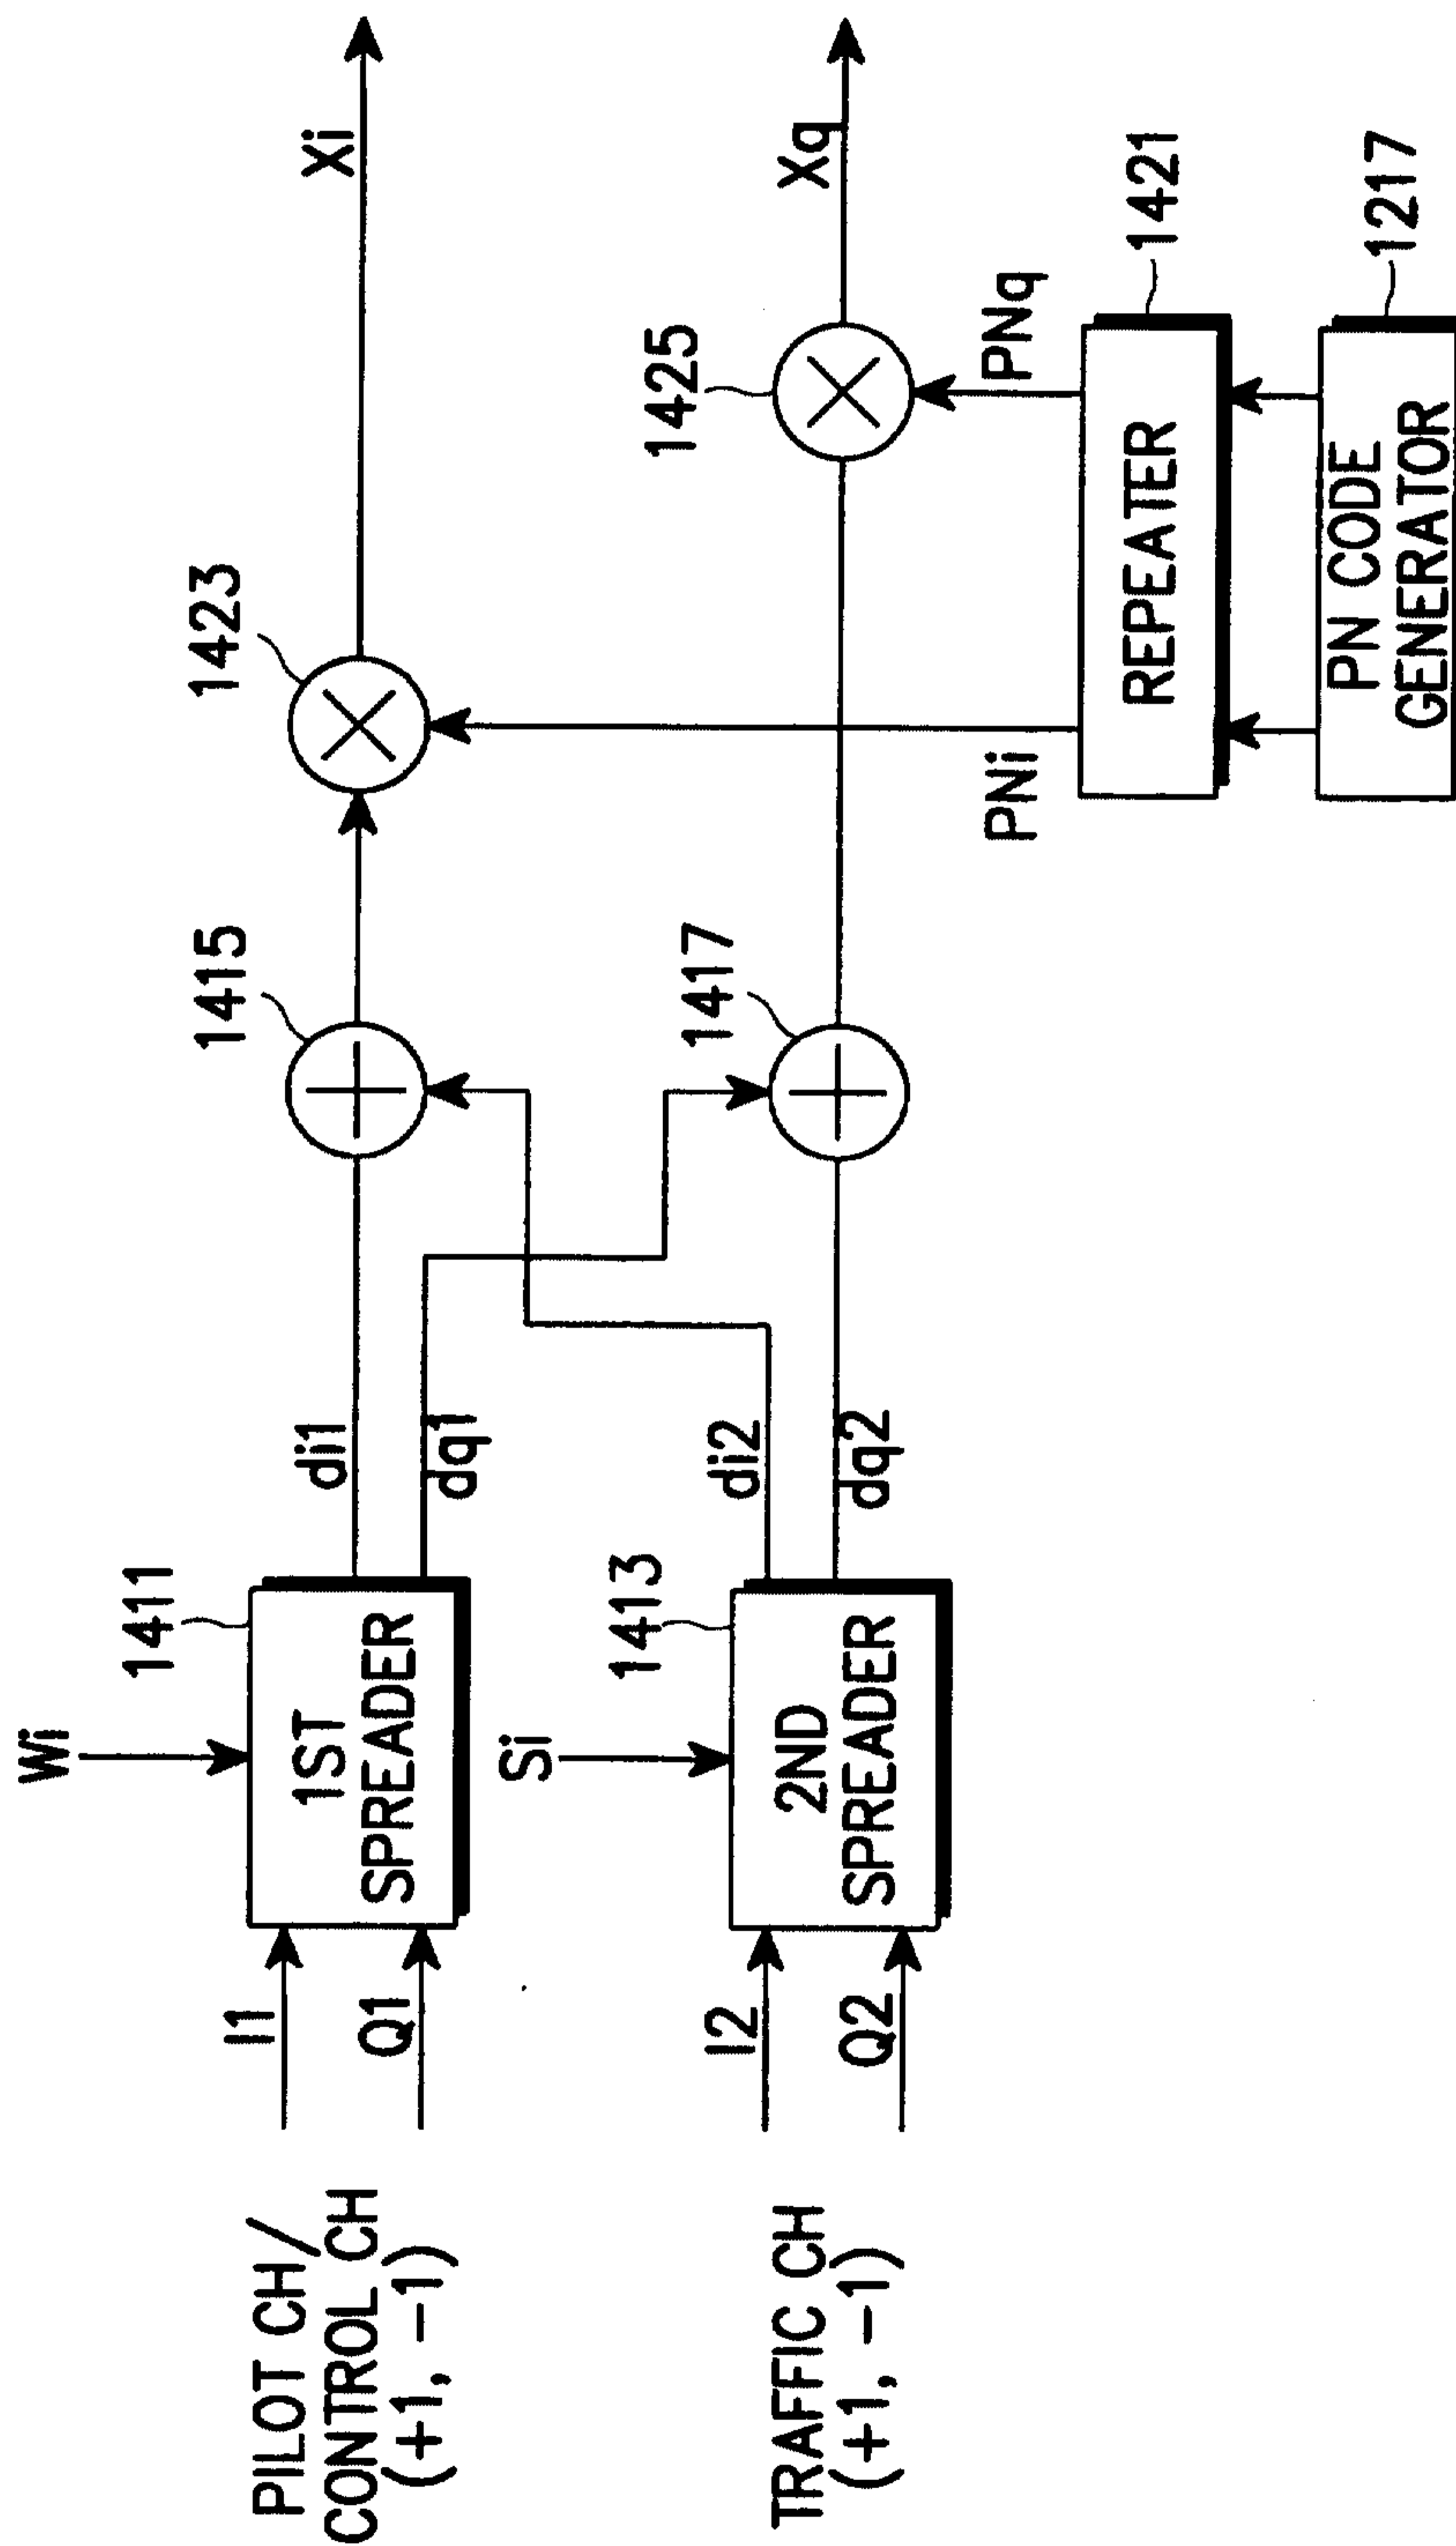 Wi
1411
I1
Q1
1ST
SPREADER
di1
dq1
PILOT CH/
CONTROL CH
(+1, -1)
1415
1423
Xi
Si
1413
I2
Q2
2ND
SPREADER
di2
dq2
TRAFFIC CH
(+1, -1)
1417
1425
Xq
PNi
PNq
REPEATER
1421
PN CODE
GENERATOR
1217